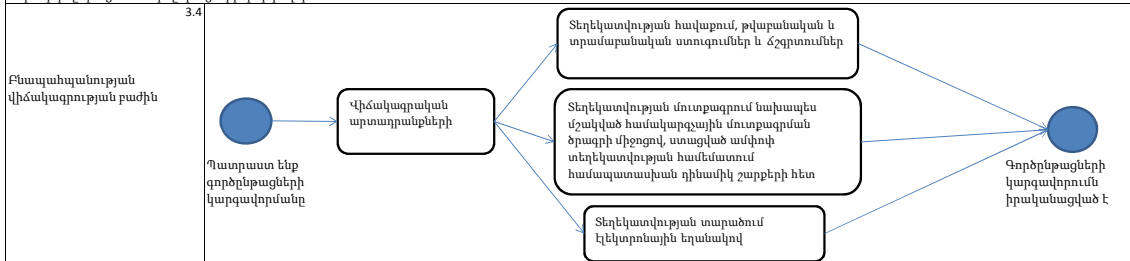 3.4
Բնապահպանության
վիճակագրության բաժին
Պատրաստ ենք
գործընթացների
կարգավորմանը
Վիճակագրական
արտադրանքների
Տեղեկատվության հավաքում, թվաբանական և
տրամաբանական ստուգումներ և ճշգրտումներ
Տեղեկատվության մուտքագրում նախապես
մշակված համակարգչային մուտքագրման
ծրագրի միջոցով, ստացված ամփոփ
տեղեկատվության համեմատում
համապատասխան դինամիկ շարքերի հետ
Տեղեկատվության տարածում
էլեկտրոնային եղանակով
Գործընթացների
կարգավորումն
իրականացված է